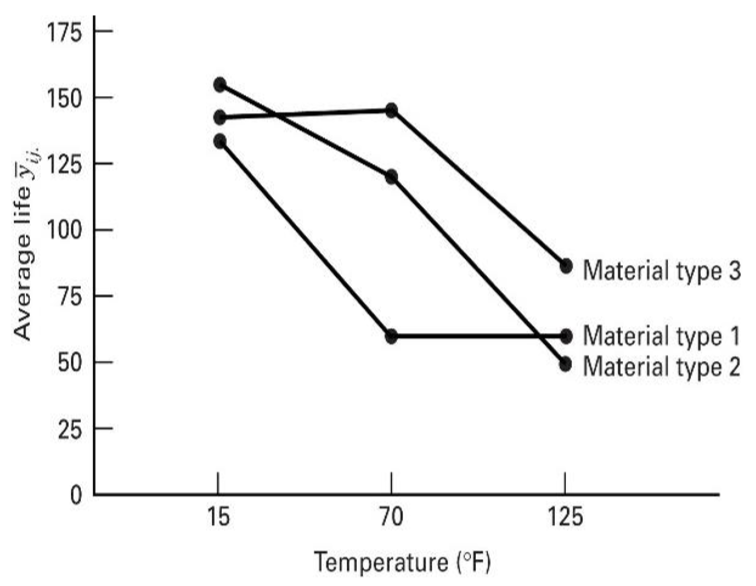 175
150
125
100
75
50
25
0
Average life y̅ij.
Material type 3
Material type 1
Material type 2
15 70 125
Temperature (°F)